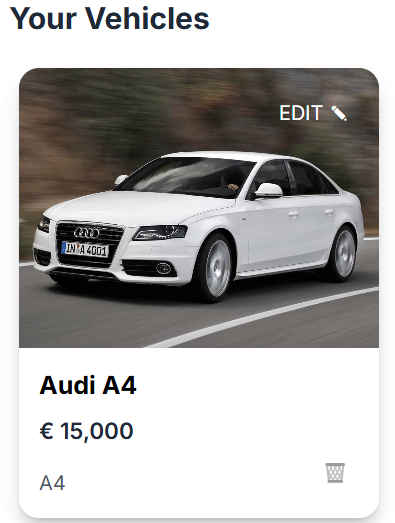 Your Vehicles
EDIT
IN A 4001
Audi A4
€ 15,000
A4